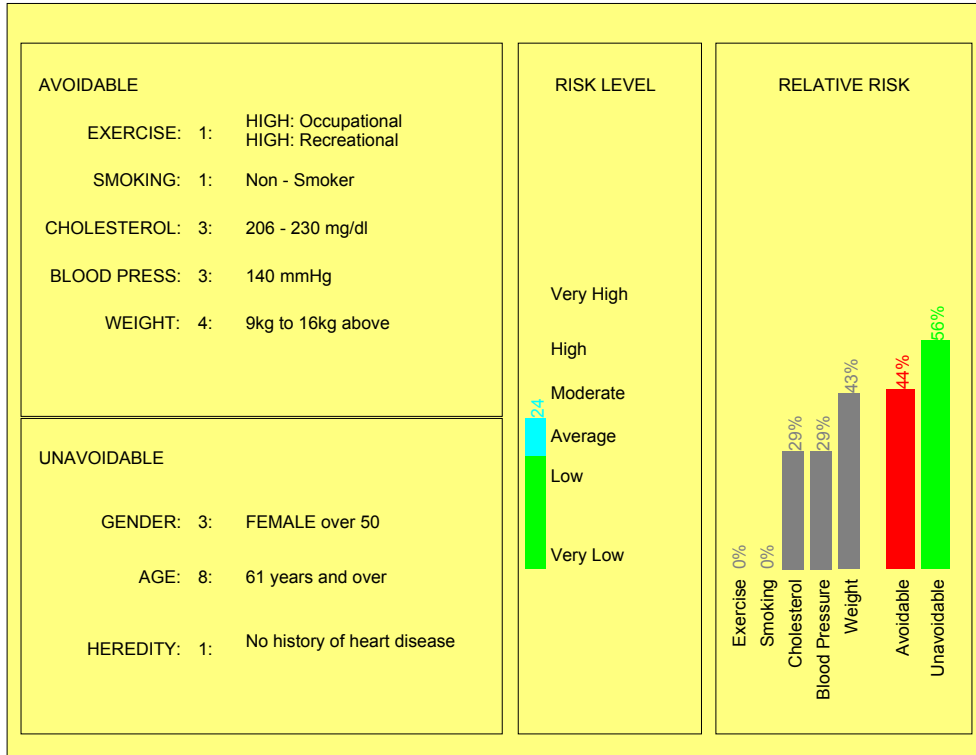 AVOIDABLE
EXERCISE: 1: HIGH: Occupational
HIGH: Recreational
SMOKING: 1: Non - Smoker
CHOLESTEROL: 3: 206 - 230 mg/dl
BLOOD PRESS: 3: 140 mmHg
WEIGHT: 4: 9kg to 16kg above
UNAVOIDABLE
GENDER: 3: FEMALE over 50
AGE: 8: 61 years and over
HEREDITY: 1: No history of heart disease
RISK LEVEL
Very High
High
Moderate
24
Average
Low
Very Low
RELATIVE RISK
0%
0%
29%
29%
43%
44%
56%
Exercise
Smoking
Cholesterol
Blood Pressure
Weight
Avoidable
Unavoidable